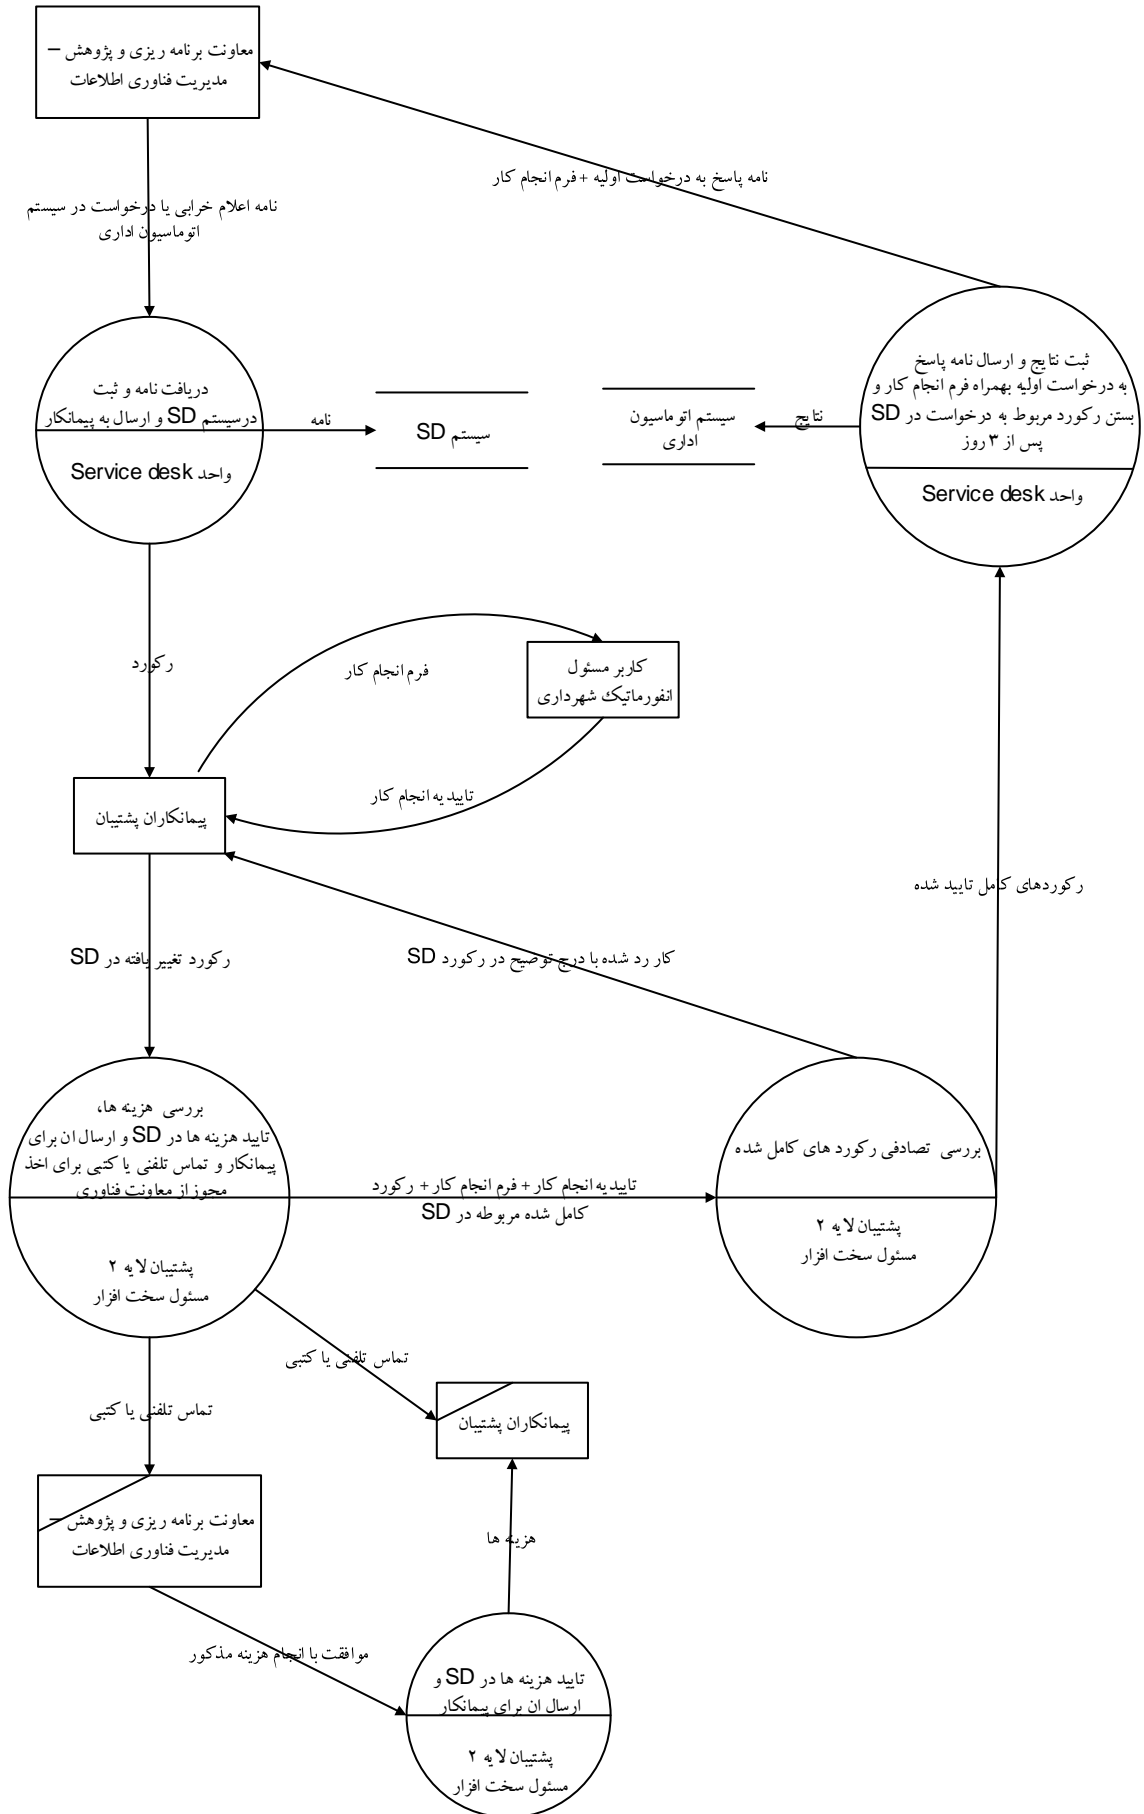 معاونت برنامه ریزی و پژوهش –
مدیریت فناوری اطلاعات
نامه پاسخ به درخواست اولیه + فرم انجام کار
نامه اعلام خرابی یا درخواست در سیستم
اتوماسیون اداری
دریافت نامه و ثبت
درسیستم SD و ارسال به پیمانکار
واحد Service desk
نامه
سیستم SD
سیستم اتوماسیون
اداری
نتایج
ثبت نتایج و ارسال نامه پاسخ
به درخواست اولیه بهمراه فرم انجام کار و
بستن رکورد مربوط به درخواست در SD
پس از ۳ روز
واحد Service desk
رکورد
فرم انجام کار
کاربر مسئول
انفورماتیک شهرداری
تاییدیه انجام کار
پیمانکاران پشتیبان
رکوردهای کامل تایید شده
رکورد تغییر یافته در SD
کار رد شده با درج توضیح در رکورد SD
بررسی هزینه ها،
تایید هزینه ها در SD و ارسال ان برای
پیمانکار و تماس تلفنی یا کتبی برای اخذ
مجوز از معاونت فناوری
پشتیبان لایه ۲
مسئول سخت افزار
تاییدیه انجام کار + فرم انجام کار + رکورد
کامل شده مربوطه در SD
بررسی تصادفی رکورد های کامل شده
پشتیبان لایه ۲
مسئول سخت افزار
تماس تلفنی یا کتبی
تماس تلفنی یا کتبی
پیمانکاران پشتیبان
معاونت برنامه ریزی و پژوهش –
مدیریت فناوری اطلاعات
هزینه ها
موافقت با انجام هزینه مذکور
تایید هزینه ها در SD و
ارسال ان برای پیمانکار
پشتیبان لایه ۲
مسئول سخت افزار